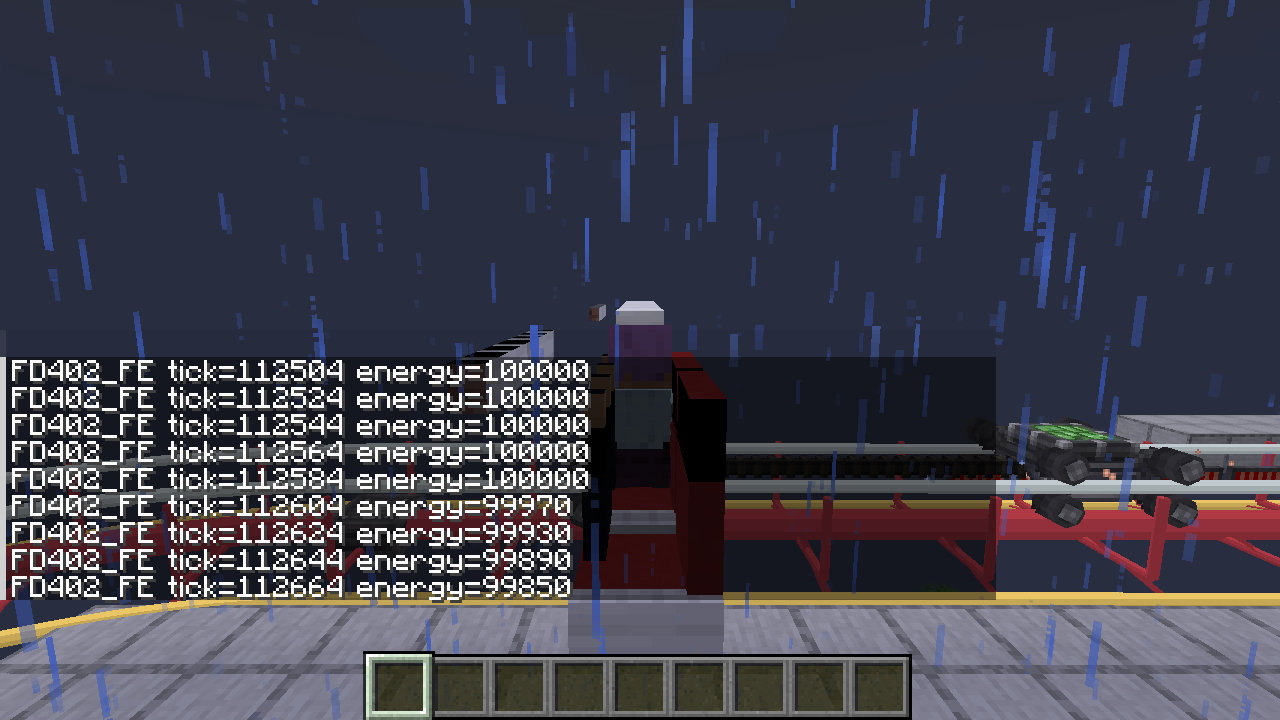 FD402_FE tick=112504 energy=100000
FD402_FE tick=112524 energy=100000
FD402_FE tick=112544 energy=100000
FD402_FE tick=112564 energy=100000
FD402_FE tick=112584 energy=100000
FD402_FE tick=112604 energy=99970
FD402_FE tick=112624 energy=99930
FD402_FE tick=112644 energy=99890
FD402_FE tick=112664 energy=99850